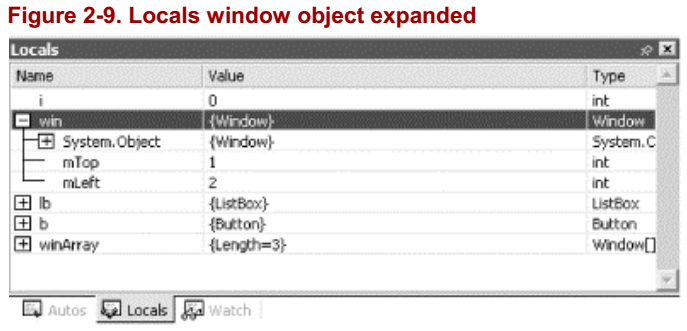 Figure 2-9. Locals window object expanded
Locals
Name Value Type
i 0 int
win {Window} Window
System.Object {Window} System.C
mTop 1 int
mLeft 2 int
lb {ListBox} ListBox
b {Button} Button
winArray {Length=3} Window[]
Autos Locals Watch